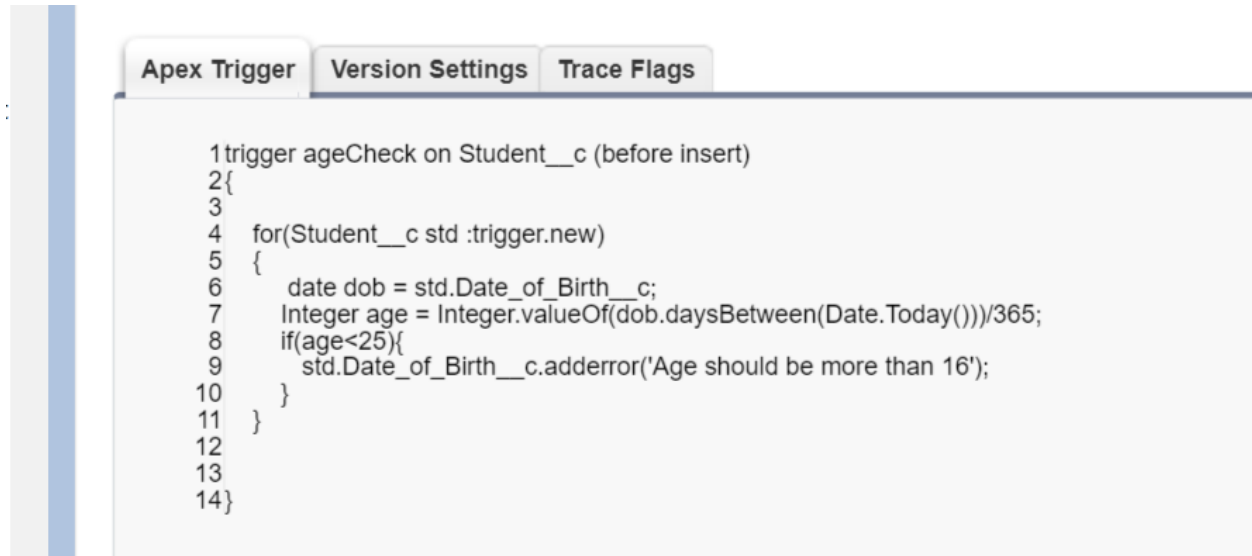 Apex Trigger Version Settings Trace Flags
1 trigger ageCheck on Student__c (before insert)
2 {
3
4 for(Student__c std :trigger.new)
5 {
6 date dob = std.Date_of_Birth__c;
7 Integer age = Integer.valueOf(dob.daysBetween(Date.Today()))/365;
8 if(age<25){
9 std.Date_of_Birth__c.adderror('Age should be more than 16');
10 }
11 }
12
13
14 }